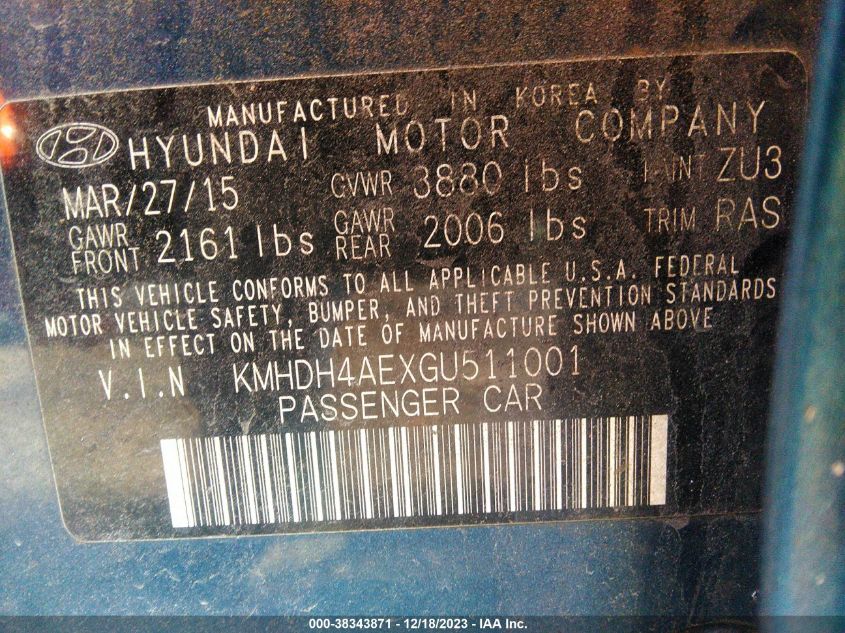 MANUFACTURED IN KOREA BY
HYUNDAI MOTOR COMPANY
MAR/27/15 GVWR 3880 lbs PAINT ZU3
GAWR FRONT 2161 lbs GAWR REAR 2006 lbs TRIM RAS
THIS VEHICLE CONFORMS TO ALL APPLICABLE U.S.A. FEDERAL
MOTOR VEHICLE SAFETY, BUMPER, AND THEFT PREVENTION STANDARDS
IN EFFECT ON THE DATE OF MANUFACTURE SHOWN ABOVE
V.I.N KMHDH4AEXGU511001
PASSENGER CAR
000-38343871 - 12/18/2023 - IAA Inc.